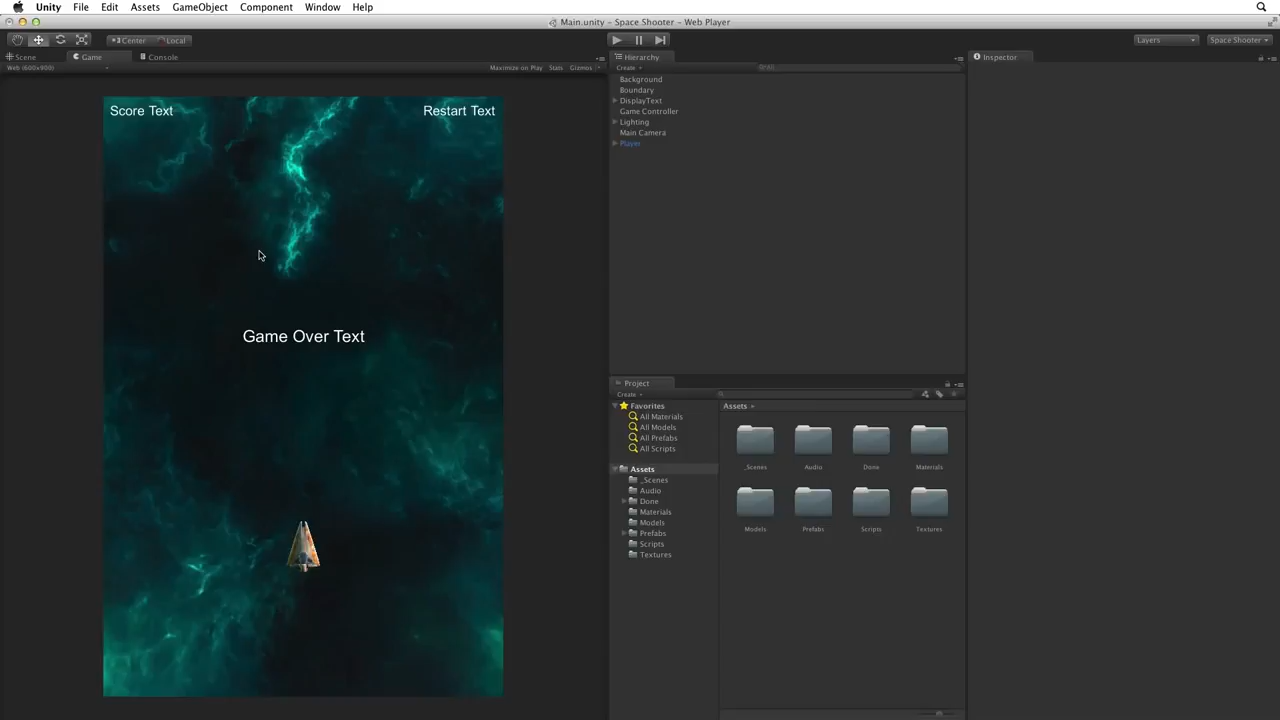 Unity File Edit Assets GameObject Component Window Help
Main.unity – Space Shooter – Web Player
Center Local
Layers
Space Shooter
Scene Game Console
Web (600x900)
Maximize on Play Stats Gizmos
Score Text
Restart Text
Game Over Text
Hierarchy
Create
All
Background
Boundary
DisplayText
Game Controller
Lighting
Main Camera
Player
Inspector
Project
Create
Favorites
All Materials
All Models
All Prefabs
All Scripts
Assets
_Scenes
Audio
Done
Materials
Models
Prefabs
Scripts
Textures
Assets
_Scenes Audio Done Materials
Models Prefabs Scripts Textures